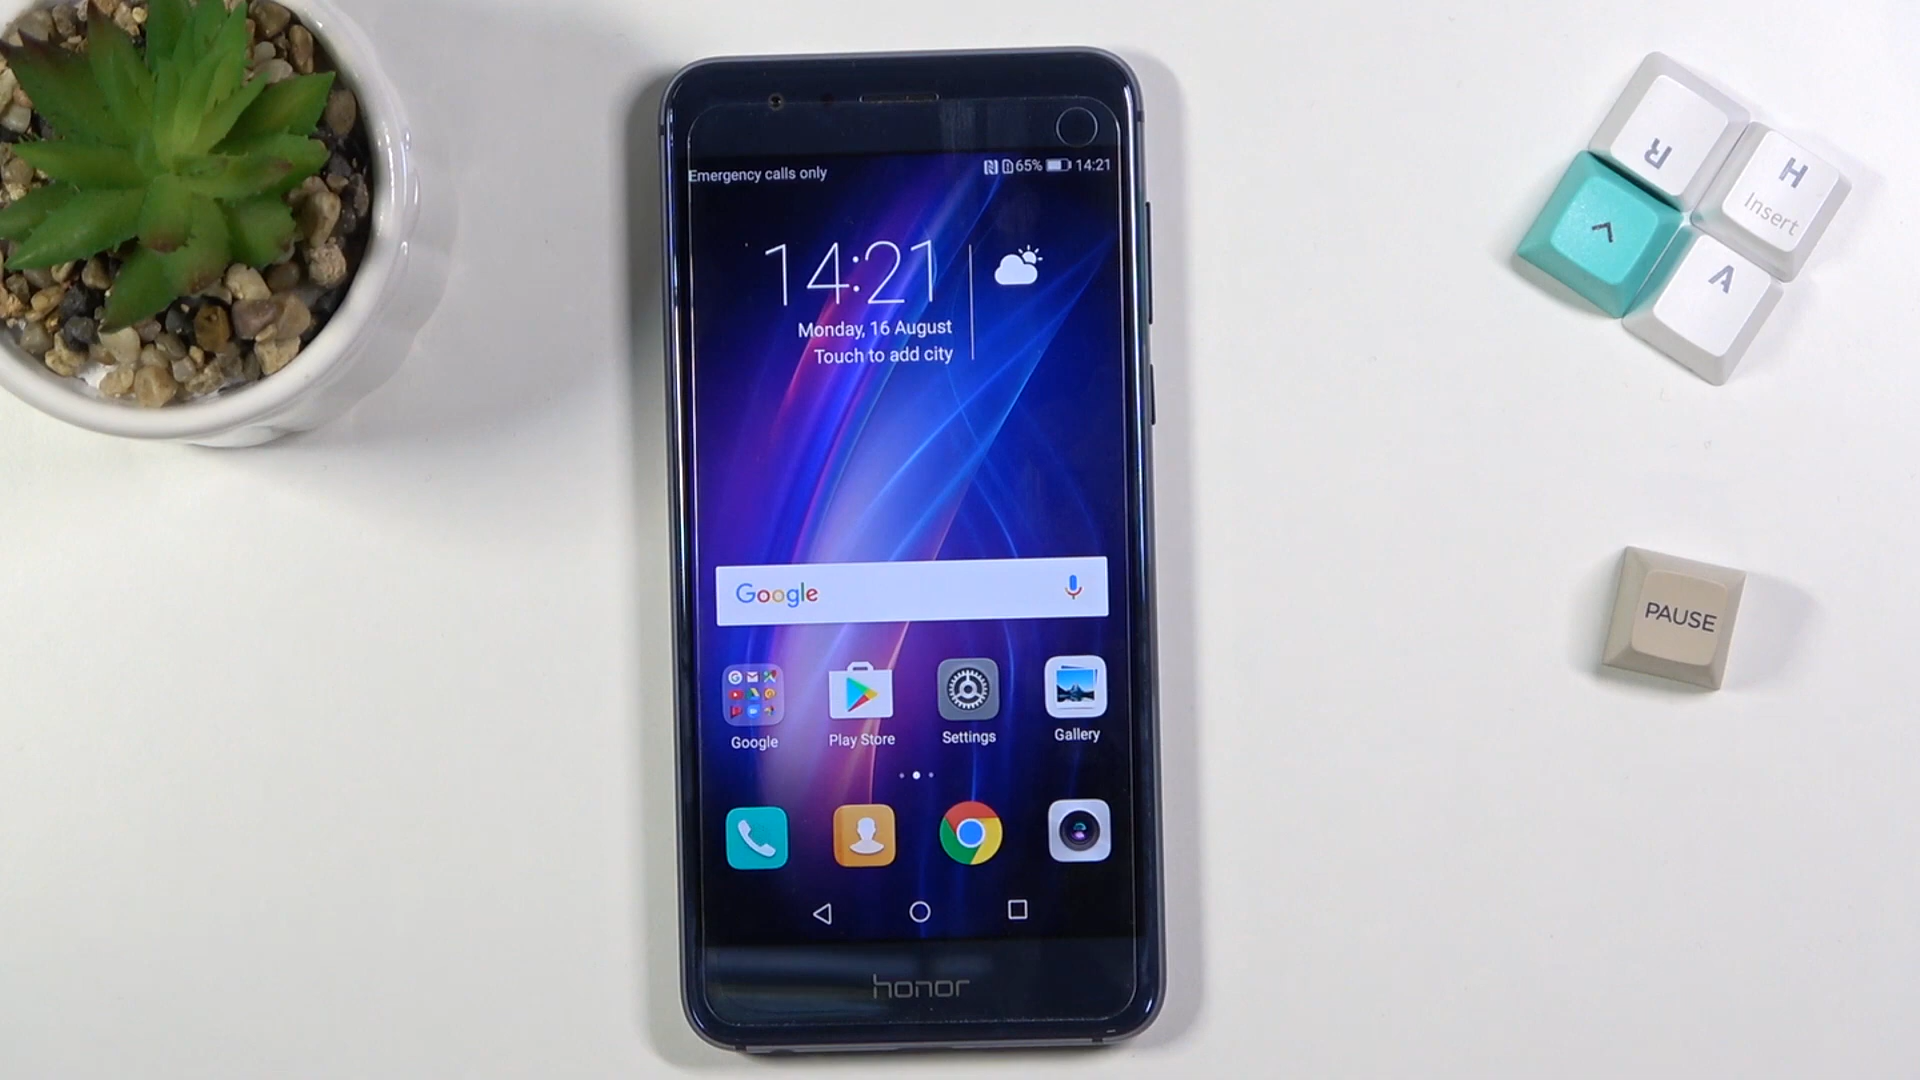 Emergency calls only
65% 14:21
14:21
Monday, 16 August
Touch to add city
Google
Google
Play Store
Settings
Gallery
honor
R
H
Insert
A
PAUSE